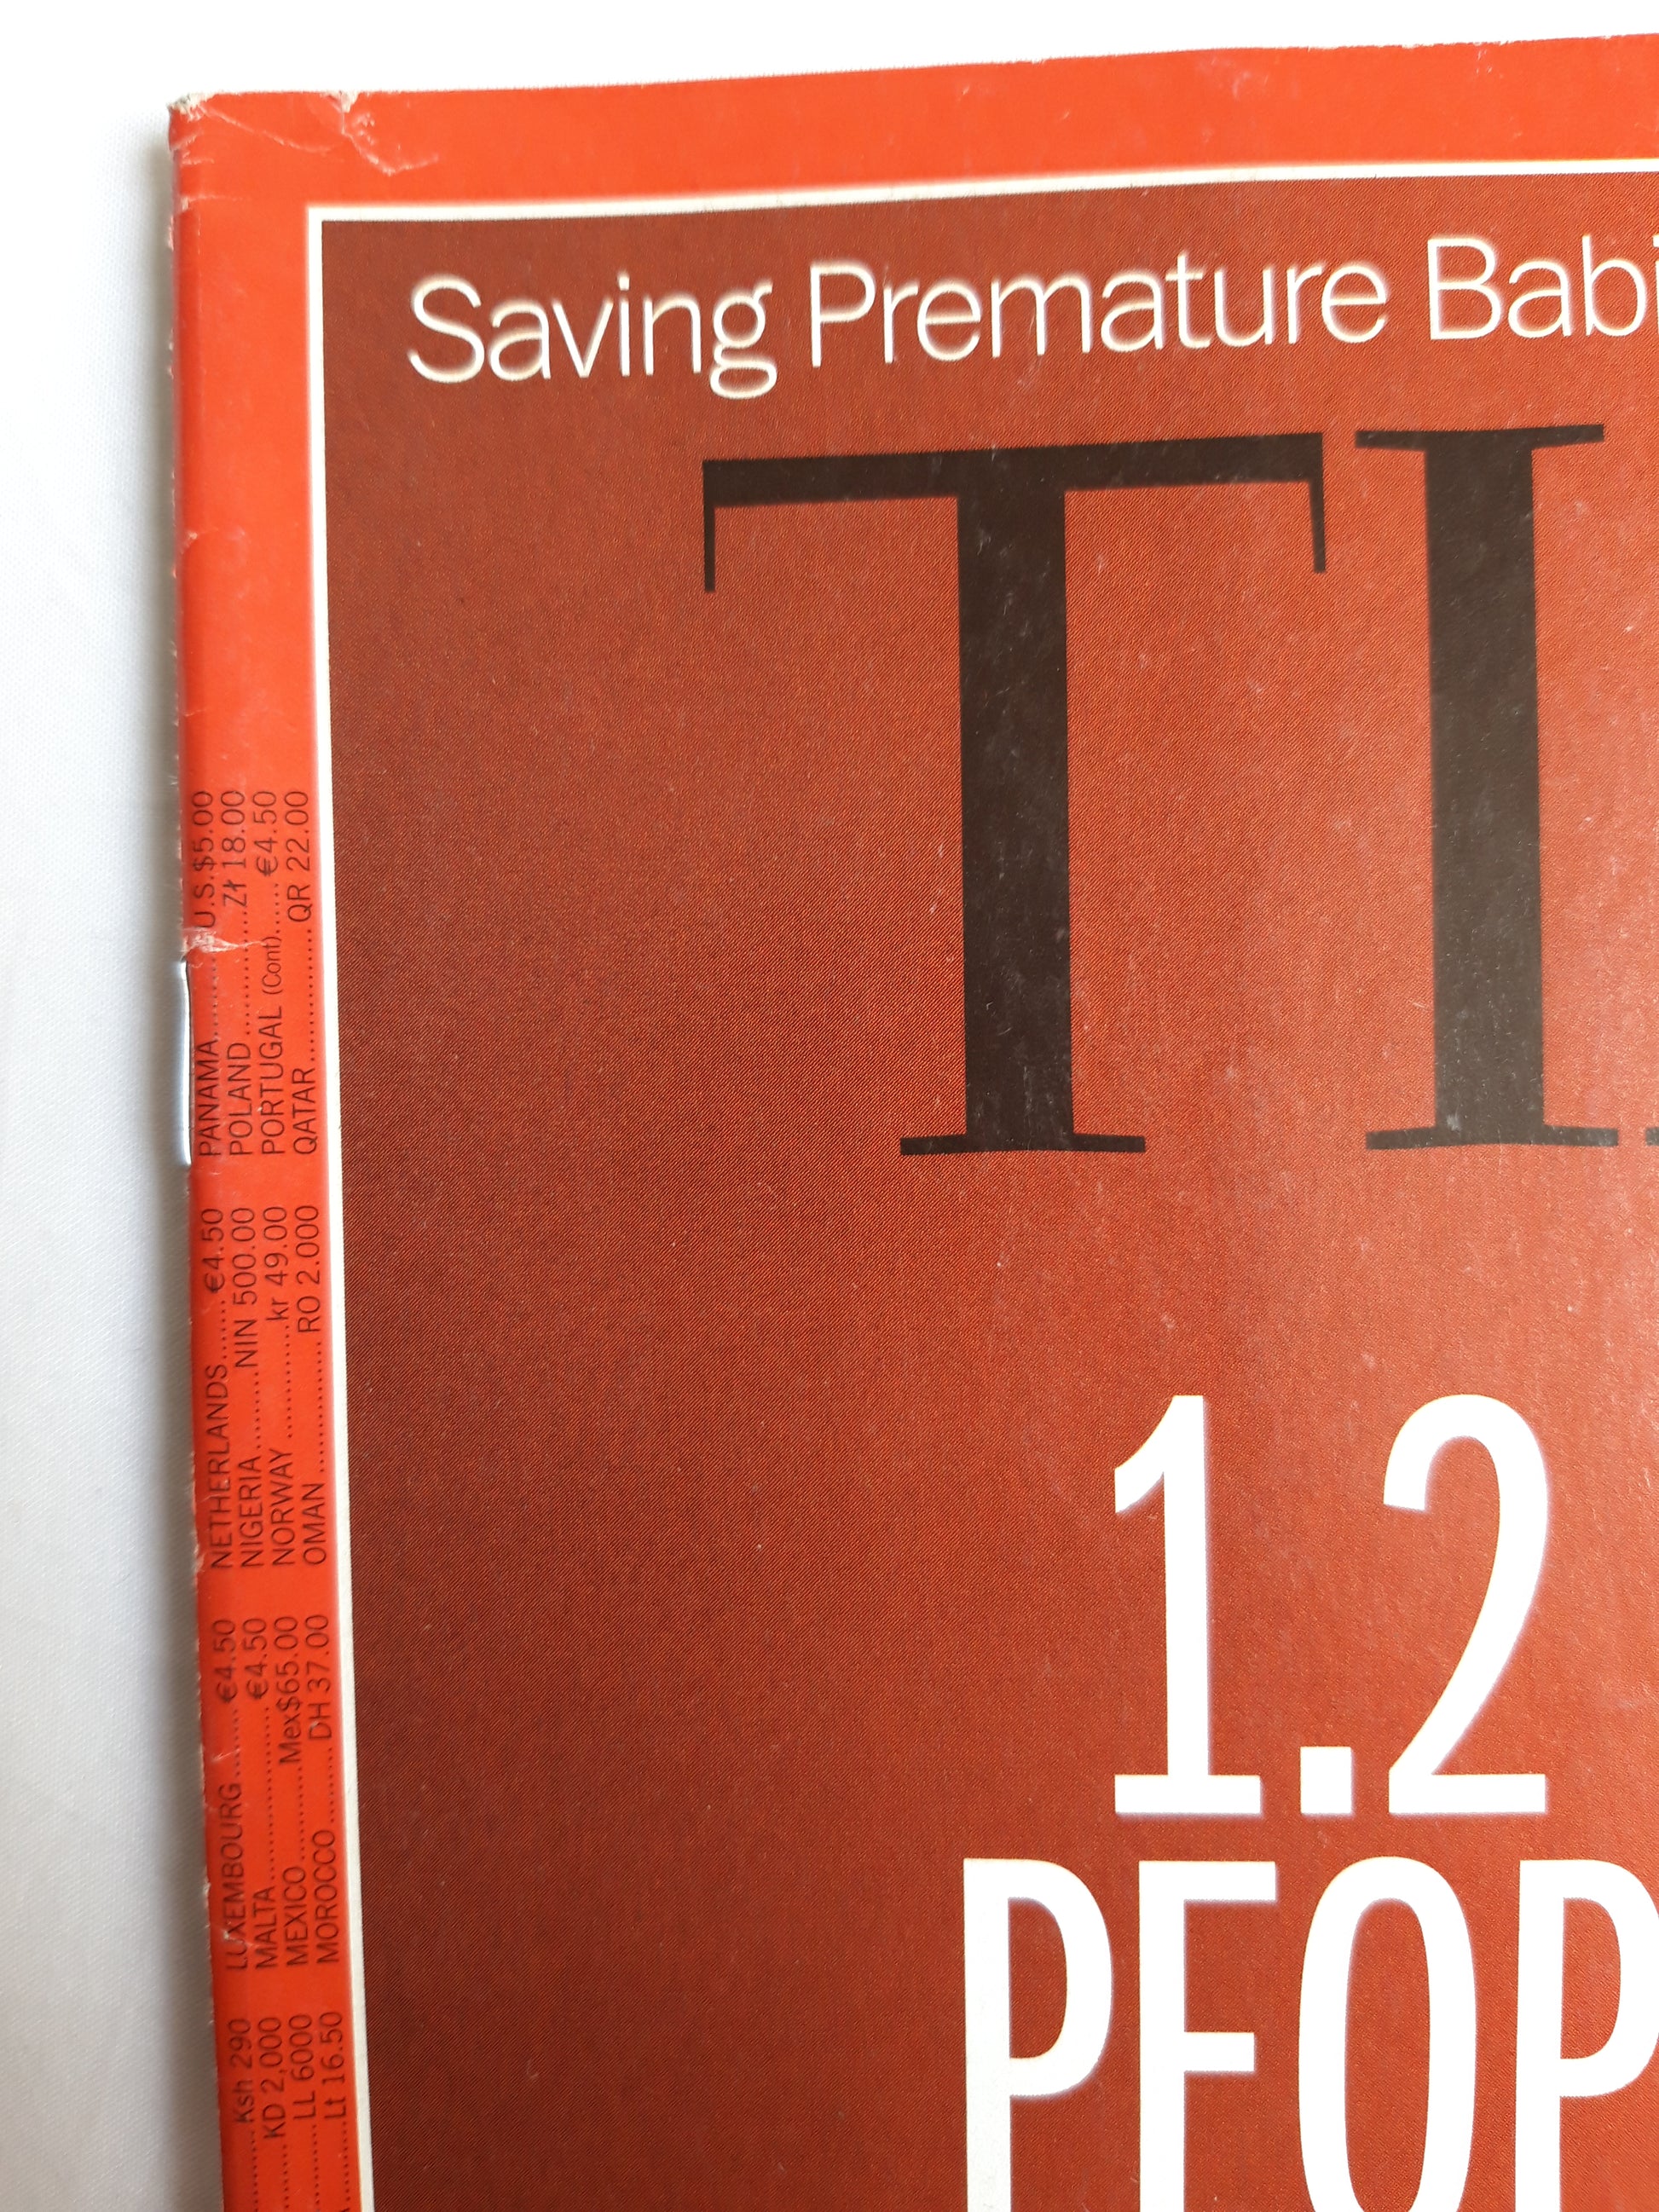 Saving Premature Babi
TI
1.2
PEOP
PANAMA........U.S.$5.00
POLAND..............Zł 18.00
PORTUGAL (Cont)......€4.50
QATAR..................QR 22.00
NETHERLANDS.......€4.50
NIGERIA..........NIN 500.00
NORWAY..............kr 49.00
OMAN................RO 2.000
LUXEMBOURG.......€4.50
MALTA....................€4.50
MEXICO............Mex$65.00
MOROCCO........DH 37.00
Ksh 290
KD 2,000
LL 6000
Lt 16.50